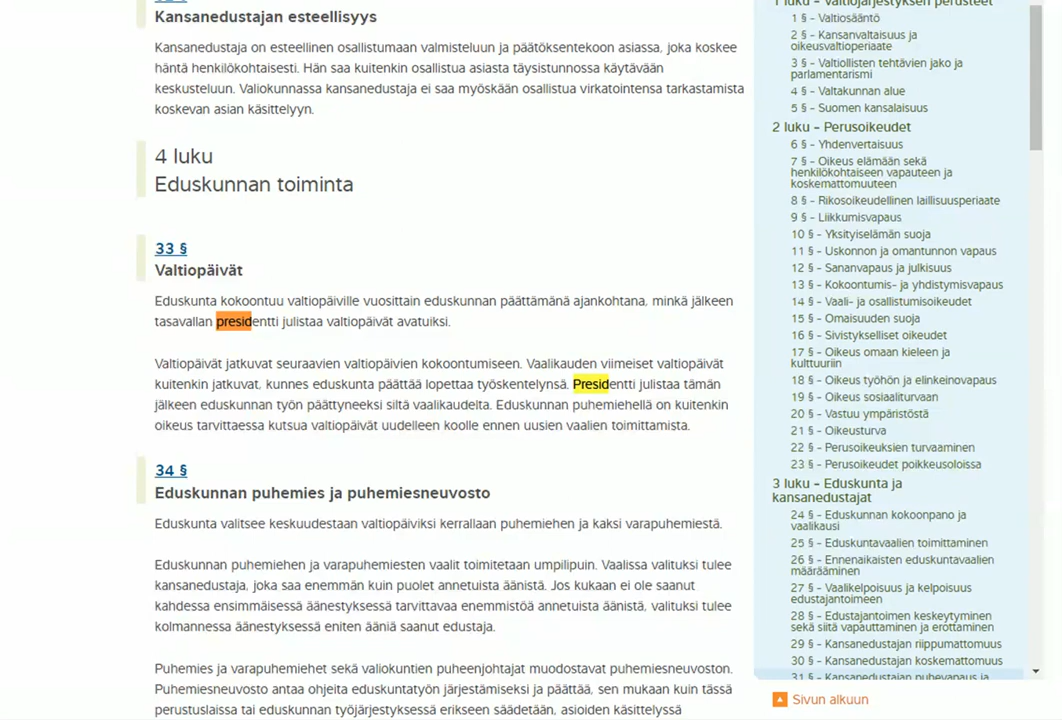 Kansanedustajan esteellisyys
Kansanedustaja on esteellinen osallistumaan valmisteluun ja päätöksentekoon asiassa, joka koskee
häntä henkilökohtaisesti. Hän saa kuitenkin osallistua asiasta täysistunnossa käytävään
keskusteluun. Valiokunnassa kansanedustaja ei saa myöskään osallistua virkatointensa tarkastamista
koskevan asian käsittelyyn.
4 luku
Eduskunnan toiminta
33 §
Valtiopäivät
Eduskunta kokoontuu valtiopäiville vuosittain eduskunnan päättämänä ajankohtana, minkä jälkeen
tasavallan presidentti julistaa valtiopäivät avatuiksi.
Valtiopäivät jatkuvat seuraavien valtiopäivien kokoontumiseen. Vaalikauden viimeiset valtiopäivät
kuitenkin jatkuvat, kunnes eduskunta päättää lopettaa työskentelynsä. Presidentti julistaa tämän
jälkeen eduskunnan työn päättyneeksi siltä vaalikaudelta. Eduskunnan puhemiehellä on kuitenkin
oikeus tarvittaessa kutsua valtiopäivät uudelleen koolle ennen uusien vaalien toimittamista.
34 §
Eduskunnan puhemies ja puhemiesneuvosto
Eduskunta valitsee keskuudestaan valtiopäiviksi kerrallaan puhemiehen ja kaksi varapuhemiestä.
Eduskunnan puhemiehen ja varapuhemiesten vaalit toimitetaan umpilipuin. Vaalissa valituksi tulee
kansanedustaja, joka saa enemmän kuin puolet annetuista äänistä. Jos kukaan ei ole saanut
kahdessa ensimmäisessä äänestyksessä tarvittavaa enemmistöä annetuista äänistä, valituksi tulee
kolmannessa äänestyksessä eniten ääniä saanut edustaja.
Puhemies ja varapuhemiehet sekä valiokuntien puheenjohtajat muodostavat puhemiesneuvoston.
Puhemiesneuvosto antaa ohjeita eduskuntatyön järjestämiseksi ja päättää, sen mukaan kuin tässä
perustuslaissa tai eduskunnan työjärjestyksessä erikseen säädetään, asioiden käsittelyssä
1 luku – Valtiojärjestyksen perusteet
1 § – Valtiosääntö
2 § – Kansanvaltaisuus ja
oikeusvaltioperiaate
3 § – Valtiollisten tehtävien jako ja
parlamentarismi
4 § – Valtakunnan alue
5 § – Suomen kansalaisuus
2 luku – Perusoikeudet
6 § – Yhdenvertaisuus
7 § – Oikeus elämään sekä
henkilökohtaiseen vapauteen ja
koskemattomuuteen
8 § – Rikosoikeudellinen laillisuusperiaate
9 § – Liikkumisvapaus
10 § – Yksityiselämän suoja
11 § – Uskonnon ja omantunnon vapaus
12 § – Sananvapaus ja julkisuus
13 § – Kokoontumis- ja yhdistymisvapaus
14 § – Vaali- ja osallistumisoikeudet
15 § – Omaisuuden suoja
16 § – Sivistykselliset oikeudet
17 § – Oikeus omaan kieleen ja
kulttuuriin
18 § – Oikeus työhön ja elinkeinovapaus
19 § – Oikeus sosiaaliturvaan
20 § – Vastuu ympäristöstä
21 § – Oikeusturva
22 § – Perusoikeuksien turvaaminen
23 § – Perusoikeudet poikkeusoloissa
3 luku – Eduskunta ja
kansanedustajat
24 § – Eduskunnan kokoonpano ja
vaalikausi
25 § – Eduskuntavaalien toimittaminen
26 § – Ennenaikaisten eduskuntavaalien
määrääminen
27 § – Vaalikelpoisuus ja kelpoisuus
edustajantoimeen
28 § – Edustajantoimen keskeytyminen
sekä siitä vapauttaminen ja erottaminen
29 § – Kansanedustajan riippumattomuus
30 § – Kansanedustajan koskemattomuus
31 § – Kansanedustajan puhevapaus ja
Sivun alkuun